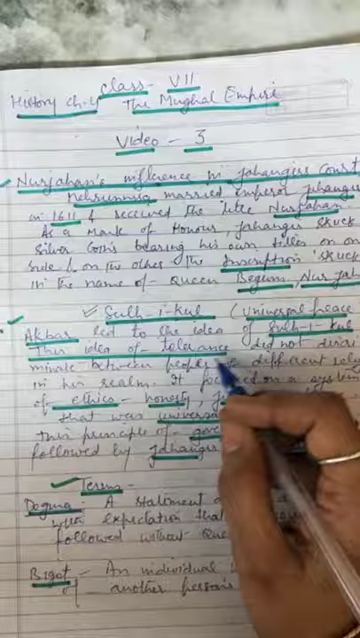 Class - VII
History Ch-4 The Mughal Empire
Video - 3
Nurjahan's influence in Jahangirs Court
Mehrunnisa married emperor Jahangir
in 1611 & received the title Nurjahan
As a Mark of Honour, Jahangir struck
Silver Coins bearing his own titles on one
side & on the other the Inscription "struck
in the name of Queen Begum, Nur Jah
Sulh-i-kul (Universal peace
Akbar led to the idea of Sulh-i-kul
This idea of tolerance did not discri
minate between people of different
in his realm. It focused on a system
of ethics - honesty,
that was universal
this principle of
followed by Jahangir
Terms -
Dogma - A statement
expectation that
followed without
Bigot - An individual
another person's